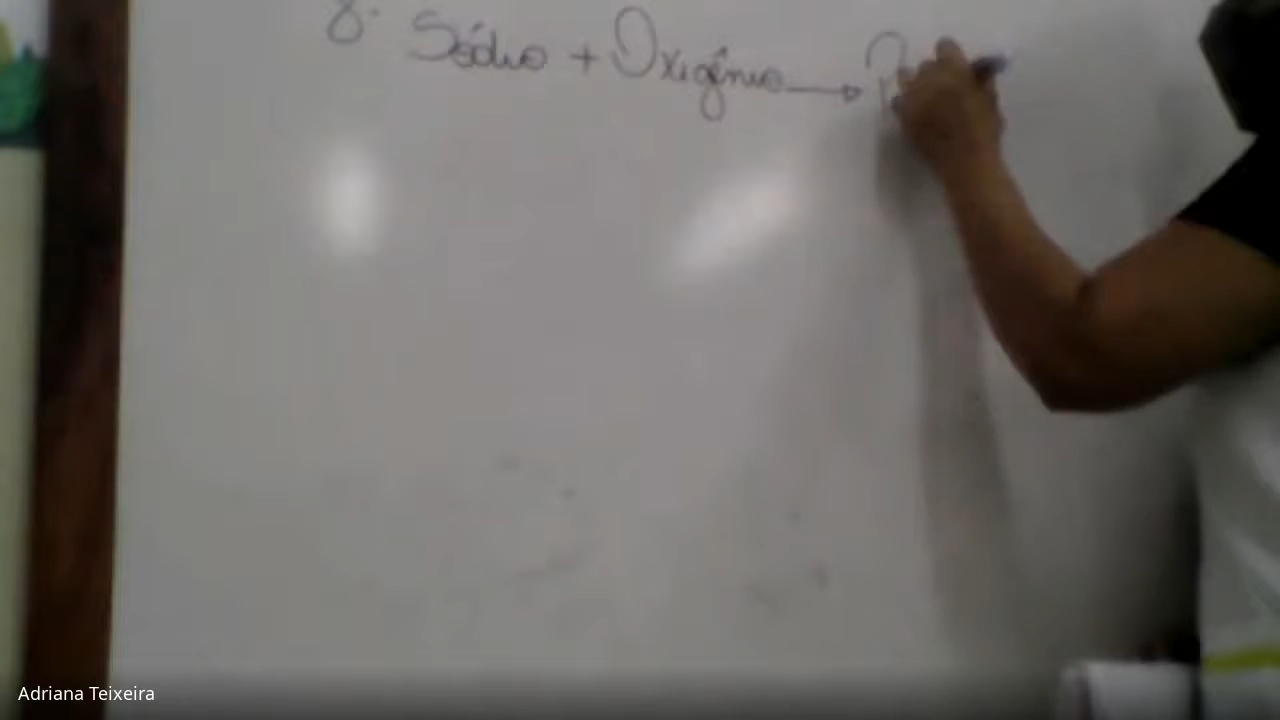 8. Sódio + Oxigênio →
Adriana Teixeira